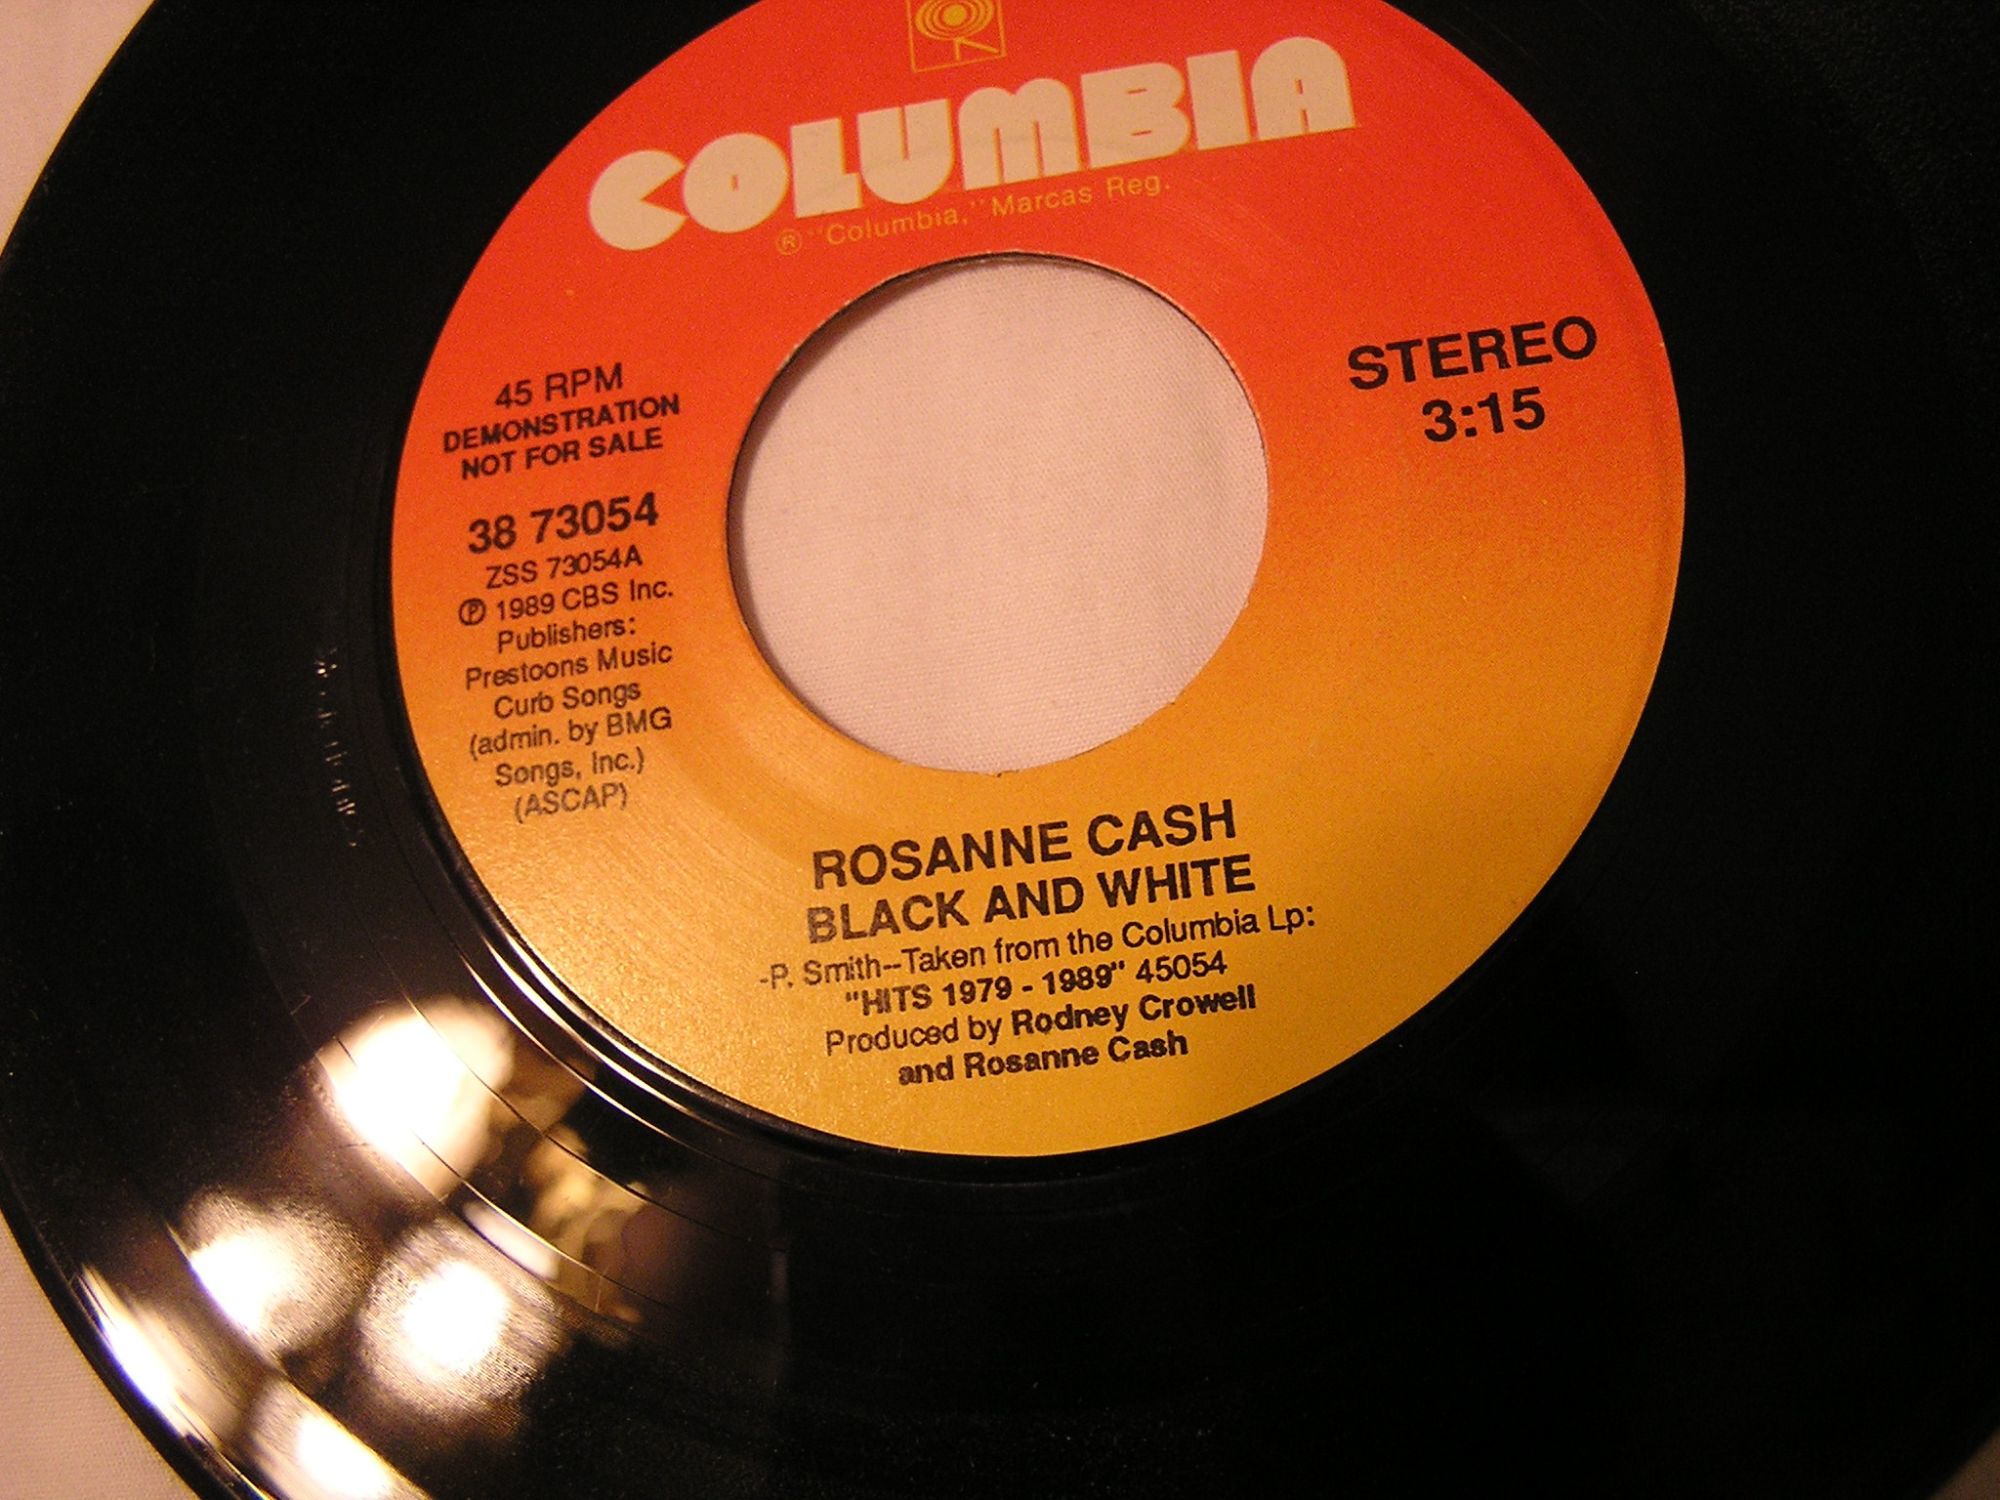 COLUMBIA
® "Columbia," Marcas Reg.
45 RPM
DEMONSTRATION
NOT FOR SALE
38 73054
ZSS 73054A
℗ 1989 CBS Inc.
Publishers:
Prestoons Music
Curb Songs
(admin. by BMG
Songs, Inc.)
(ASCAP)
STEREO
3:15
ROSANNE CASH
BLACK AND WHITE
-P. Smith--Taken from the Columbia Lp:
"HITS 1979 - 1989" 45054
Produced by Rodney Crowell
and Rosanne Cash